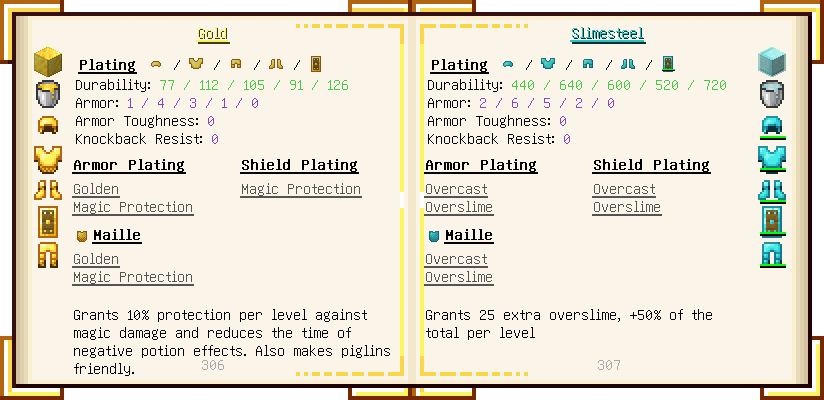 Gold
Plating / / / /
Durability: 77 / 112 / 105 / 91 / 126
Armor: 1 / 4 / 3 / 1 / 0
Armor Toughness: 0
Knockback Resist: 0
Armor Plating
Golden
Magic Protection
Shield Plating
Magic Protection
Maille
Golden
Magic Protection
Grants 10% protection per level against
magic damage and reduces the time of
negative potion effects. Also makes piglins
friendly.
306
Slimesteel
Plating / / / /
Durability: 440 / 640 / 600 / 520 / 720
Armor: 2 / 6 / 5 / 2 / 0
Armor Toughness: 0
Knockback Resist: 0
Armor Plating
Overcast
Overslime
Shield Plating
Overcast
Overslime
Maille
Overcast
Overslime
Grants 25 extra overslime, +50% of the
total per level
307